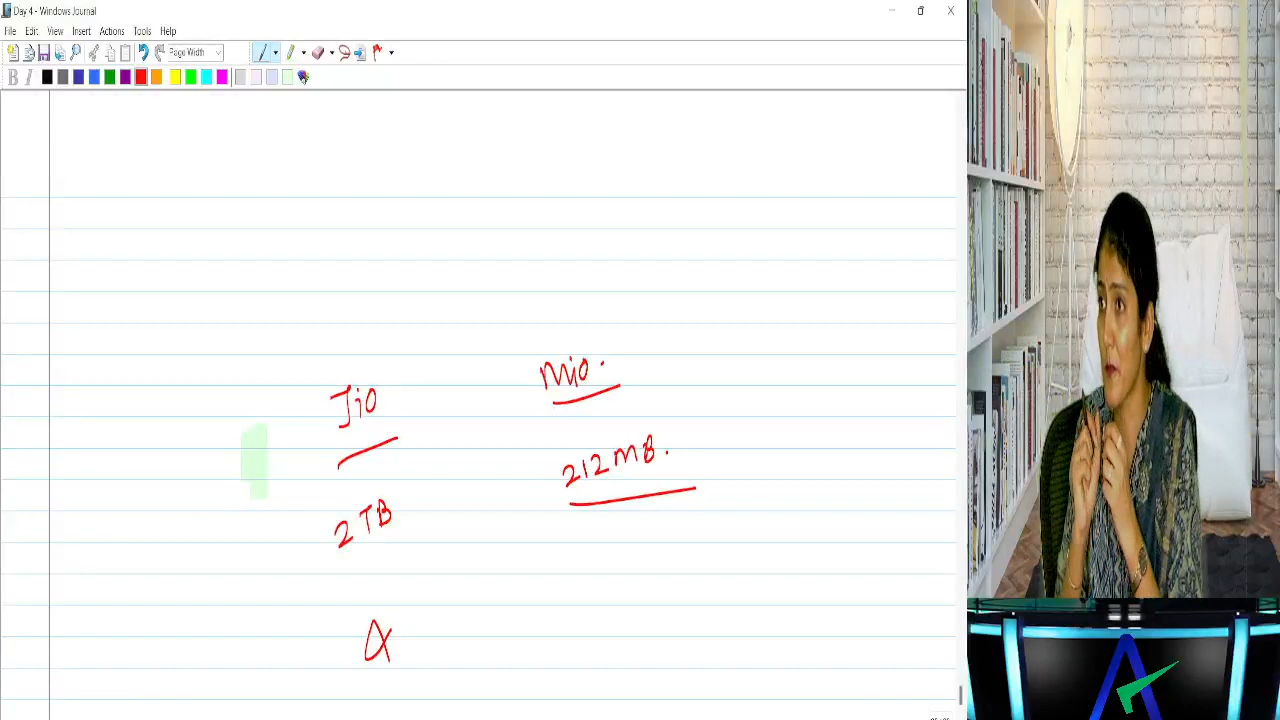 Day 4 - Windows Journal
File Edit View Insert Actions Tools Help
Page Width
B I
Jio
Mio.
212 MB.
2 TB